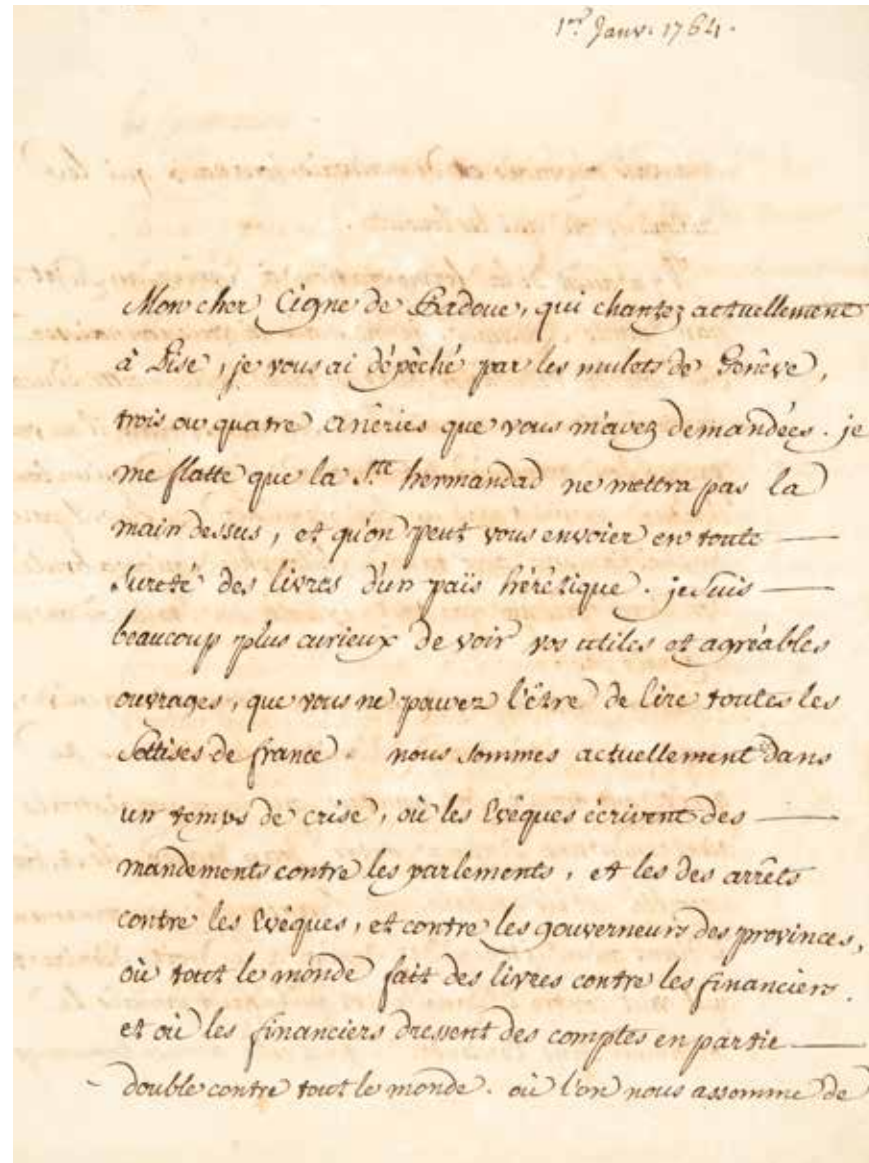 1er Janv. 1764.
Mon cher Cigne de Padoue, qui chantez actuellement
à Pise, je vous ai dépêché par les mulets de Genêve,
trois ou quatre anêries que vous m'avez demandées. je
me flatte que la Ste hermandad ne mettra pas la
main dessus, et qu'on peut vous envoier en toute
Sureté des livres d'un païs hérêtique. je suis
beaucoup plus curieux de voir vos utiles et agréables
ouvrages, que vous ne pouvez l'être de lire toutes les
Sottises de france. nous sommes actuellement dans
un temps de crise, où les Evêques écrivent des
mandements contre les parlements, et les des arrêts
contre les Evêques, et contre les gouverneurs des provinces,
où tout le monde fait des livres contre les financiers.
et où les financiers dressent des comptes en partie
double contre tout le monde. où l'on nous assomme de